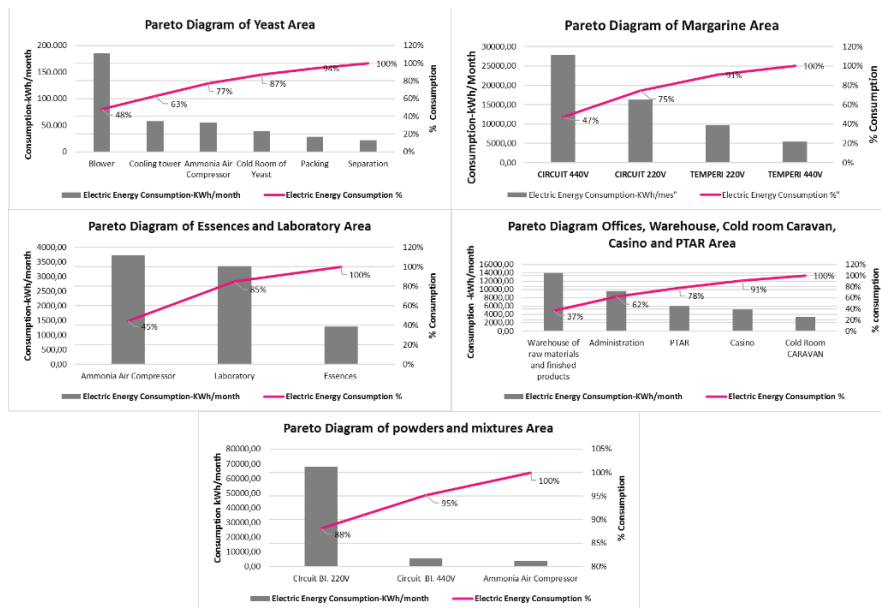 Pareto Diagram of Yeast Area
Consumption-kWh/month
200.000
150.000
100.000
50.000
0
120%
100%
80%
60%
40%
20%
0%
% Consumption
48%
63%
77%
87%
94%
100%
Blower
Cooling tower
Ammonia Air
Compressor
Cold Room of
Yeast
Packing
Separation
Electric Energy Consumption-KWh/month
Electric Energy Consumption %
Pareto Diagram of Margarine Area
Consumption-kWh/Month
30000,00
25000,00
20000,00
15000,00
10000,00
5000,00
0,00
120%
100%
80%
60%
40%
20%
0%
% Consumption
47%
75%
91%
100%
CIRCUIT 440V
CIRCUIT 220V
TEMPERI 220V
TEMPERI 440V
Electric Energy Consumption-KWh/mes"
Electric Energy Consumption %"
Pareto Diagram of Essences and Laboratory Area
Consumption-kWh/month
4000,00
3500,00
3000,00
2500,00
2000,00
1500,00
1000,00
500,00
0,00
120%
100%
80%
60%
40%
20%
0%
% Consumption
45%
85%
100%
Ammonia Air Compressor
Laboratory
Essences
Electric Energy Consumption-KWh/month
Electric Energy Consumption %
Pareto Diagram Offices, Warehouse, Cold room Caravan,
Casino and PTAR Area
Consumption -kWh/month
16000,00
14000,00
12000,00
10000,00
8000,00
6000,00
4000,00
2000,00
0,00
120%
100%
80%
60%
40%
20%
0%
% consumption
37%
62%
78%
91%
100%
Warehouse of
raw materials
and finished
products
Administration
PTAR
Casino
Cold Room
CARAVAN
Electric Energy Consumption-KWh/month
Electric Energy Consumption %
Pareto Diagram of powders and mixtures Area
Consumption kWh/month
80000,00
70000,00
60000,00
50000,00
40000,00
30000,00
20000,00
10000,00
0,00
105%
100%
95%
90%
85%
80%
% Consumption
88%
95%
100%
CIrcuit BI. 220V
Circuit BI. 440V
Ammonia Air Compressor
Electric Energy Consumption-KWh/month
Electric Energy Consumption %